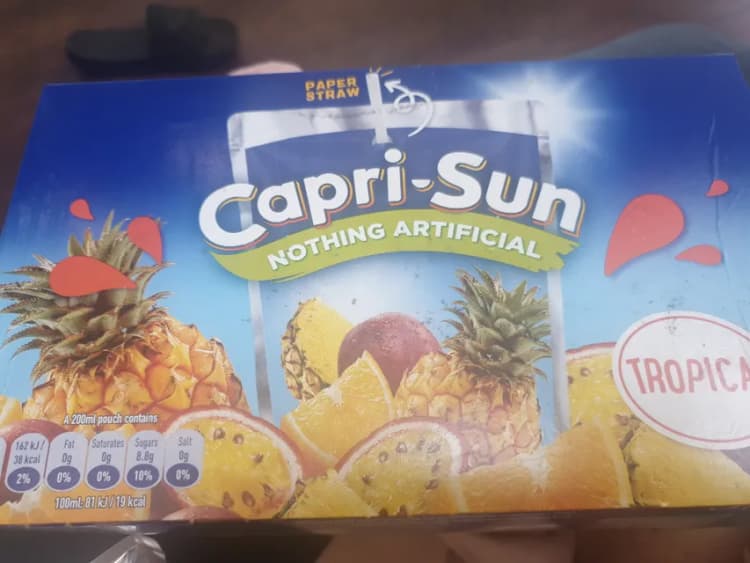 PAPER
STRAW
Capri-Sun
NOTHING ARTIFICIAL
TROPICA
A 200ml pouch contains
162 kJ/
38 kcal
2%
Fat
0g
0%
Saturates
0g
0%
Sugars
8.8g
10%
Salt
0g
0%
100ml: 81 kJ/19 kcal